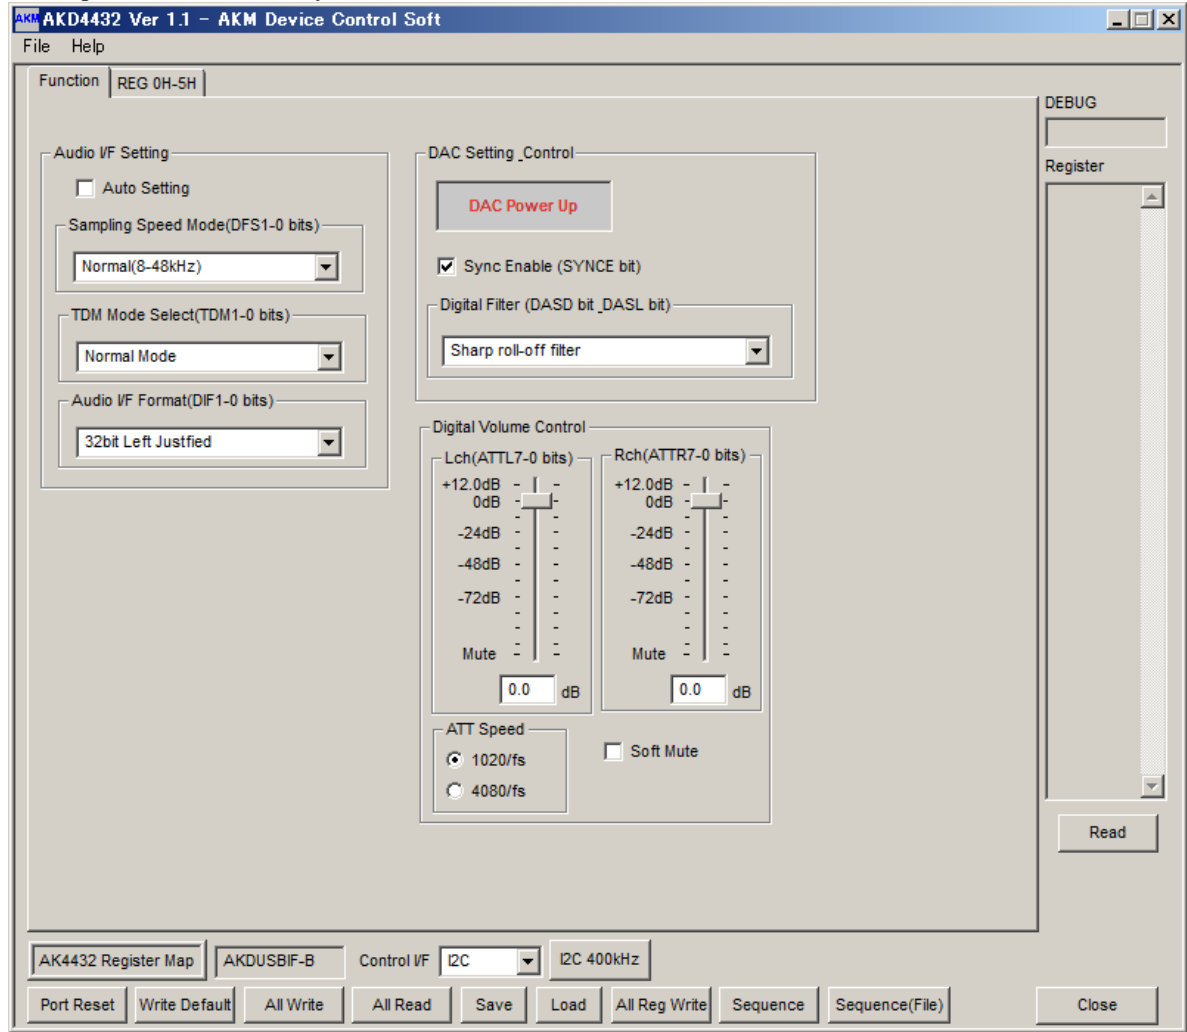 AKM AKD4432 Ver 1.1 - AKM Device Control Soft
File Help
Function REG 0H-5H
DEBUG
Register
Audio I/F Setting
Auto Setting
Sampling Speed Mode(DFS1-0 bits)
Normal(8-48kHz)
TDM Mode Select(TDM1-0 bits)
Normal Mode
Audio I/F Format(DIF1-0 bits)
32bit Left Justfied
DAC Setting_Control
DAC Power Up
Sync Enable (SYNCE bit)
Digital Filter (DASD bit_DASL bit)
Sharp roll-off filter
Digital Volume Control
Lch(ATTL7-0 bits)
+12.0dB
0dB
-24dB
-48dB
-72dB
Mute
0.0 dB
Rch(ATTR7-0 bits)
+12.0dB
0dB
-24dB
-48dB
-72dB
Mute
0.0 dB
ATT Speed
1020/fs
4080/fs
Soft Mute
Read
AK4432 Register Map AKDUSBIF-B Control I/F I2C I2C 400kHz
Port Reset Write Default All Write All Read Save Load All Reg Write Sequence Sequence(File) Close